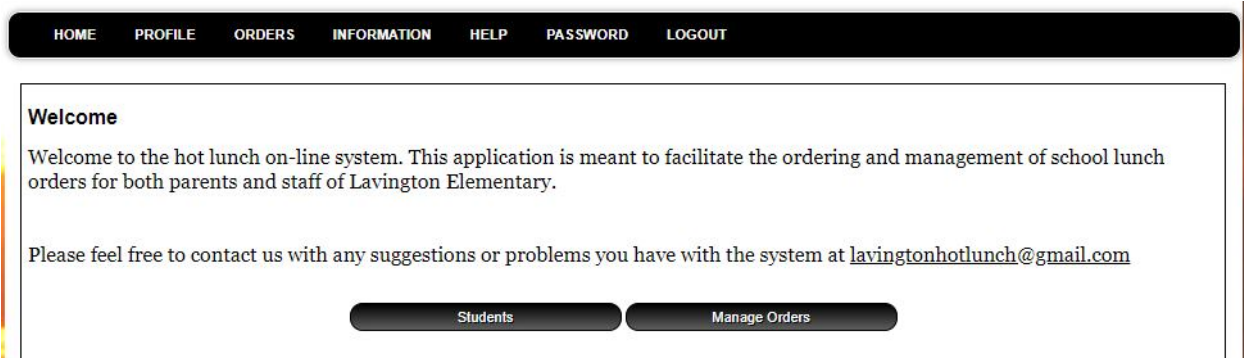 HOME PROFILE ORDERS INFORMATION HELP PASSWORD LOGOUT
Welcome
Welcome to the hot lunch on-line system. This application is meant to facilitate the ordering and management of school lunch
orders for both parents and staff of Lavington Elementary.
Please feel free to contact us with any suggestions or problems you have with the system at lavingtonhotlunch@gmail.com
Students Manage Orders